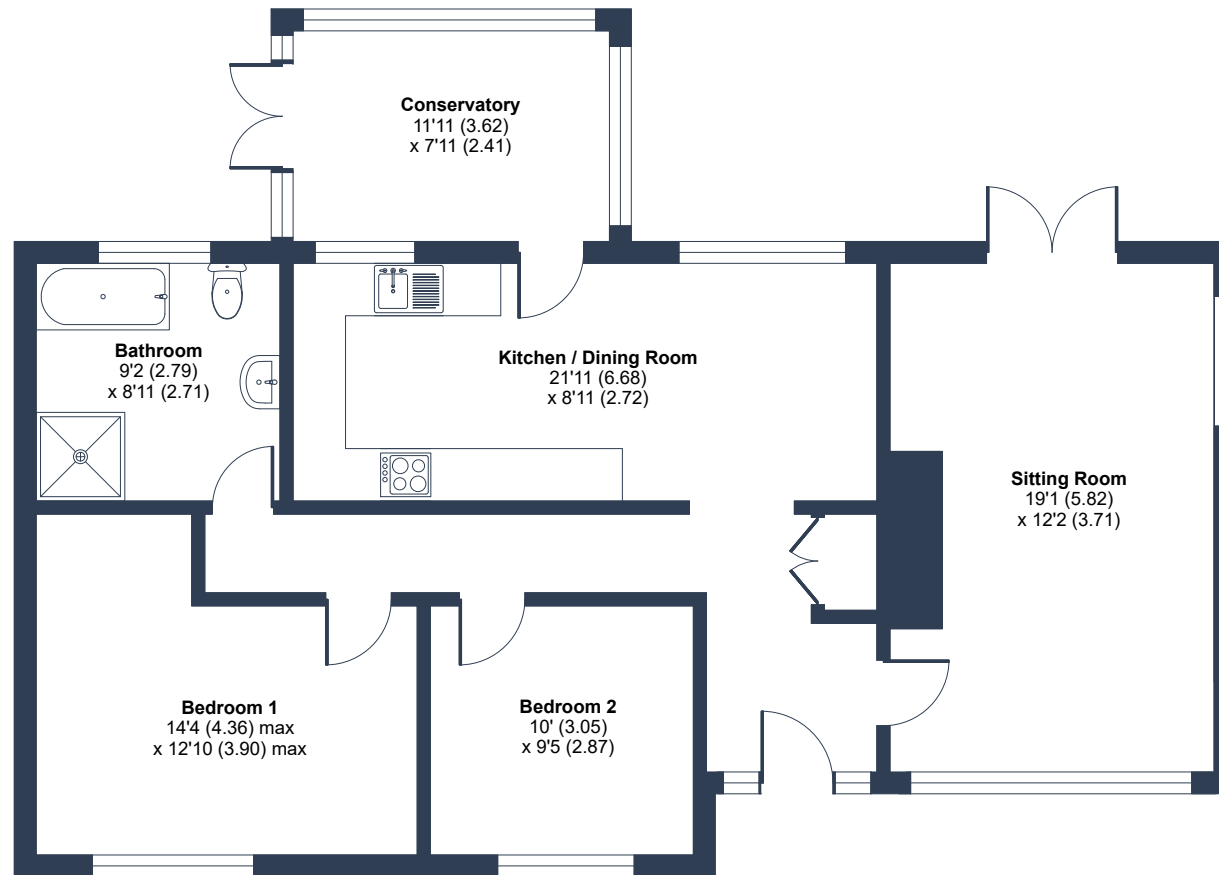 Conservatory
11'11 (3.62)
x 7'11 (2.41)
Bathroom
9'2 (2.79)
x 8'11 (2.71)
Kitchen / Dining Room
21'11 (6.68)
x 8'11 (2.72)
Sitting Room
19'1 (5.82)
x 12'2 (3.71)
Bedroom 1
14'4 (4.36) max
x 12'10 (3.90) max
Bedroom 2
10' (3.05)
x 9'5 (2.87)